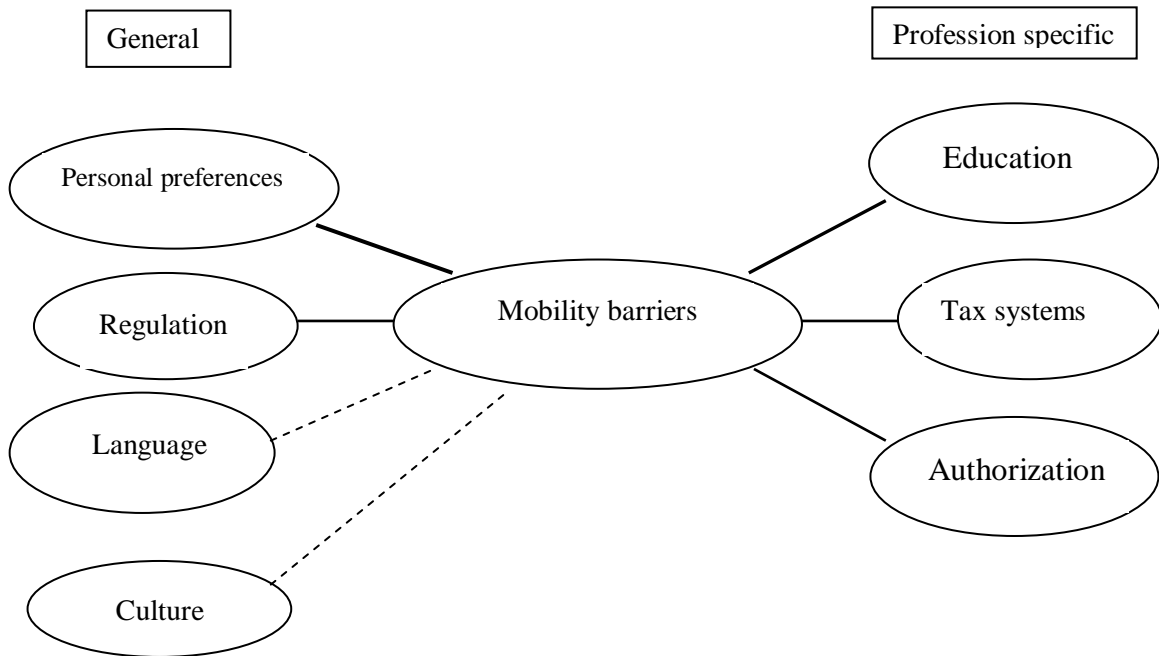 General
Profession specific
Personal preferences
Education
Regulation
Mobility barriers
Tax systems
Language
Authorization
Culture